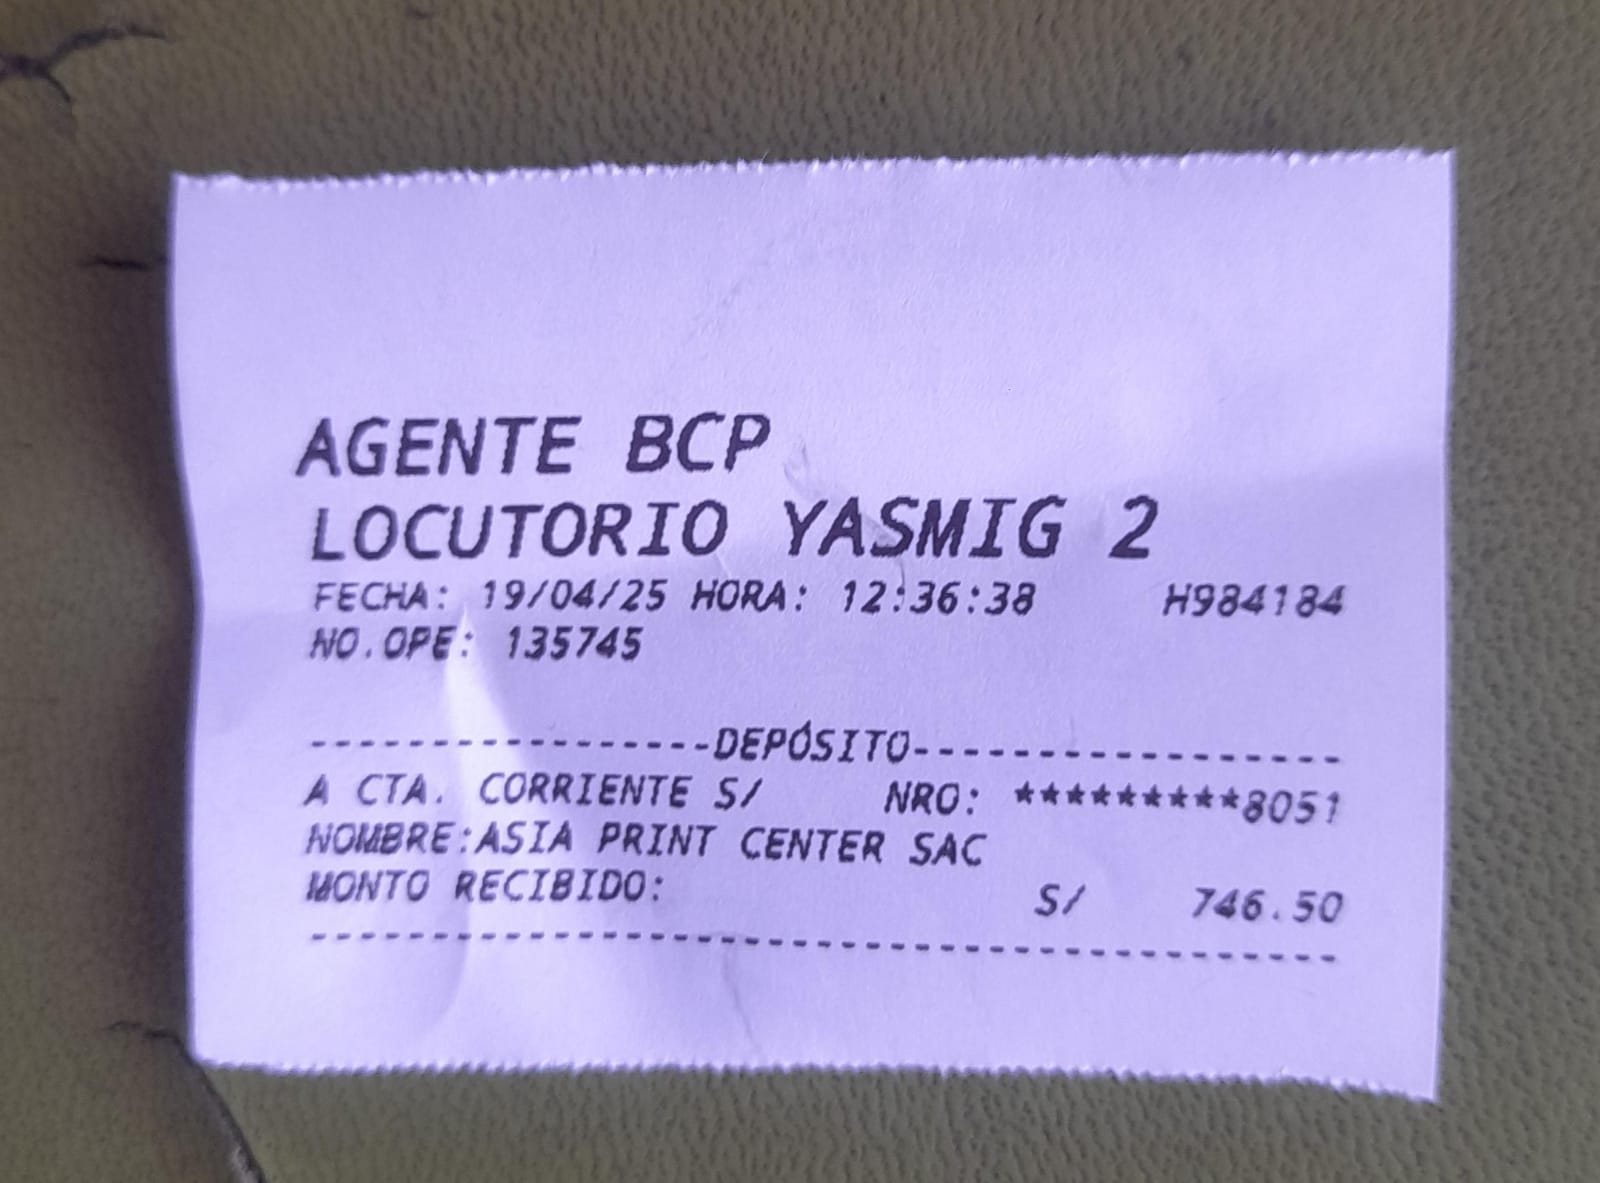 AGENTE BCP
LOCUTORIO YASMIG 2
FECHA: 19/04/25 HORA: 12:36:38 H984184
NO.OPE: 135745
-----------------DEPÓSITO-----------------
A CTA. CORRIENTE S/ NRO: *********8051
NOMBRE:ASIA PRINT CENTER SAC
MONTO RECIBIDO: S/ 746.50
------------------------------------------